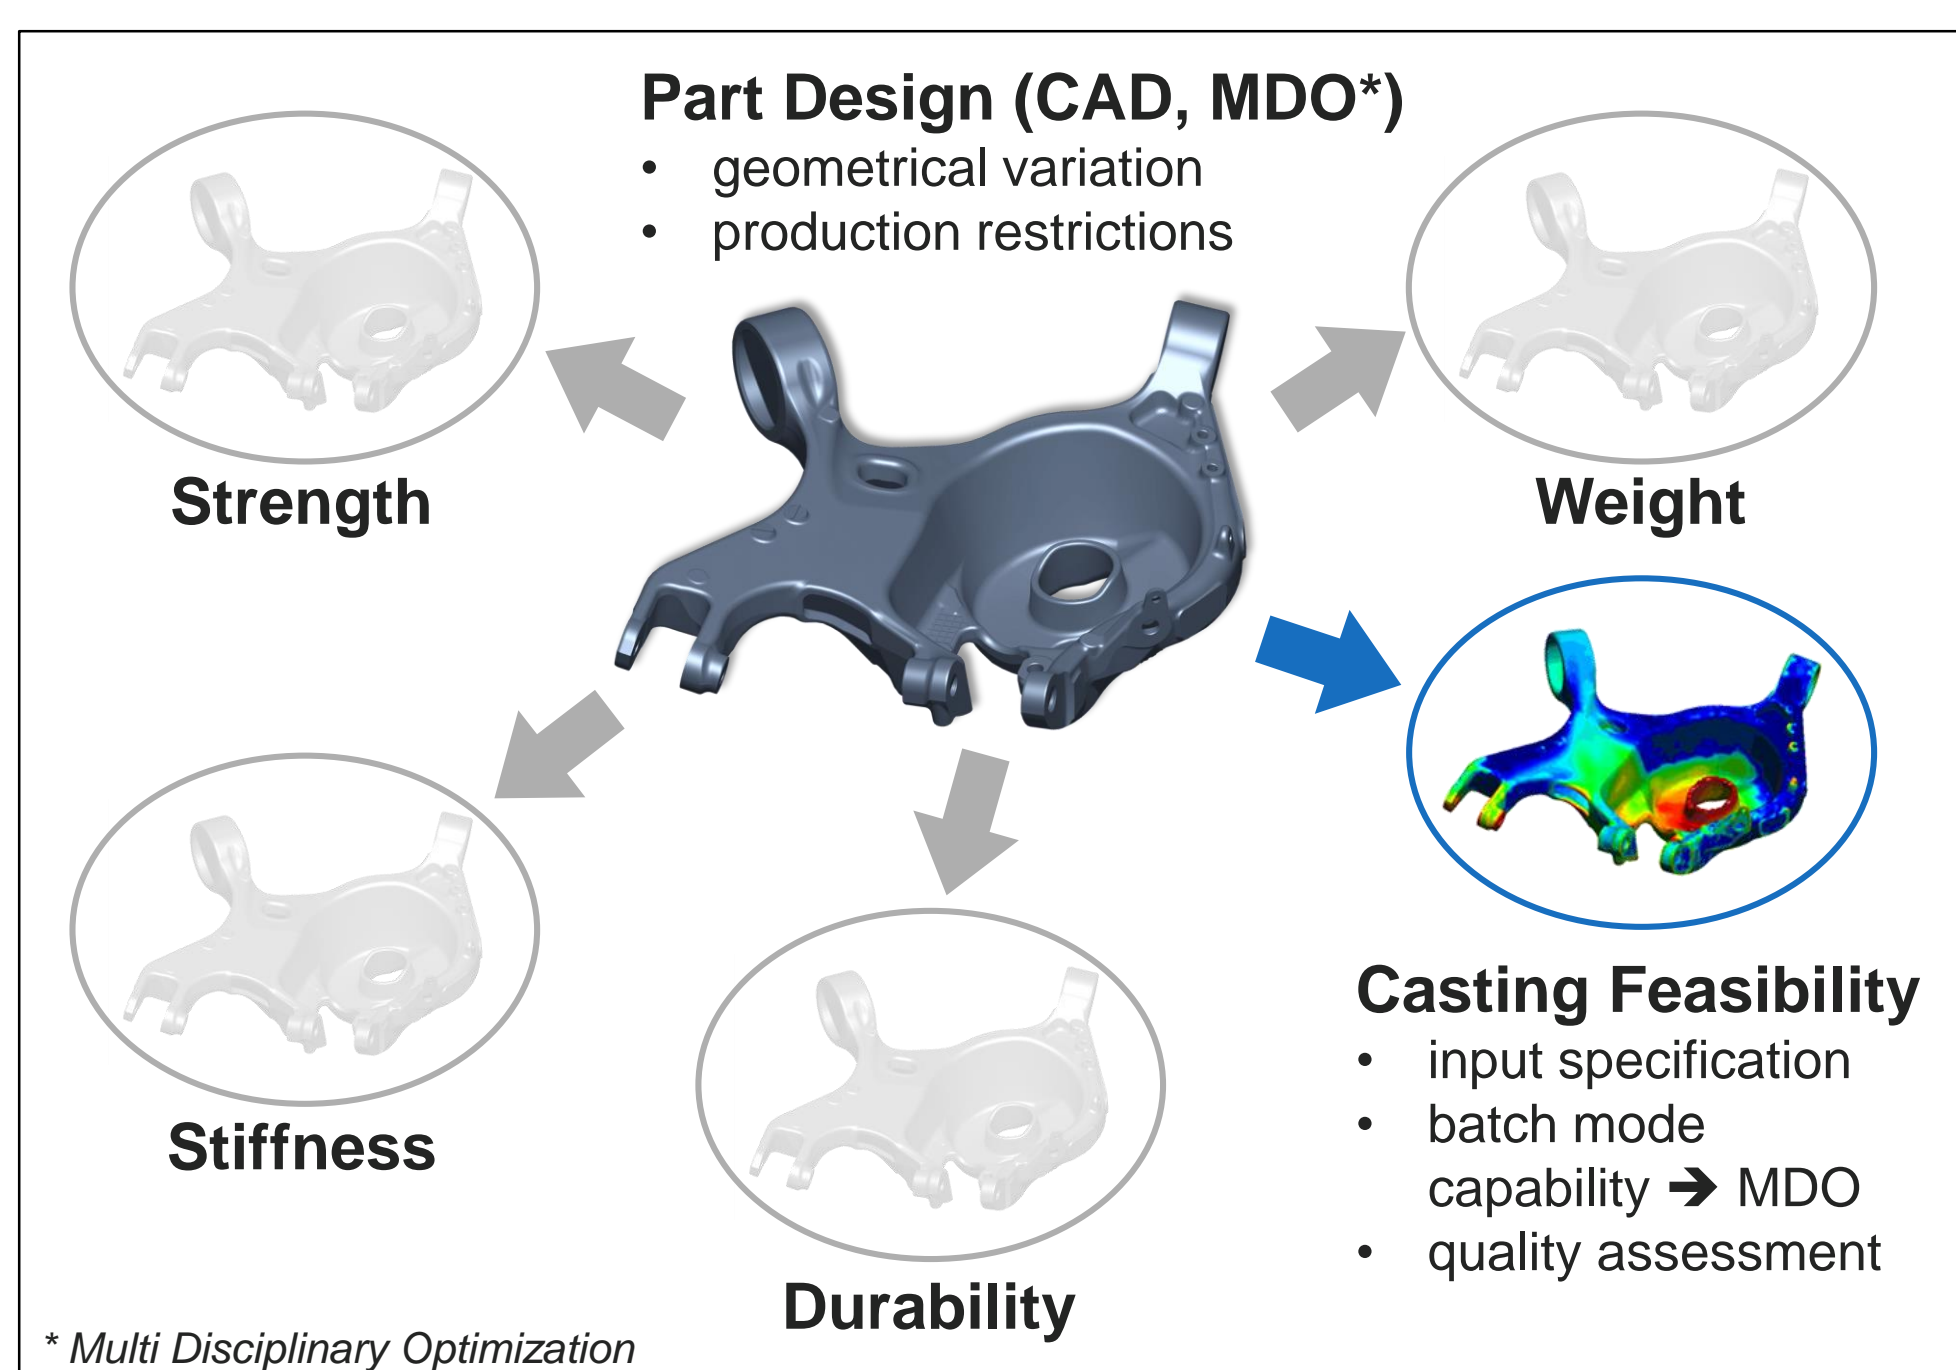 Part Design (CAD, MDO*)
• geometrical variation
• production restrictions
Strength
Weight
Stiffness
Durability
Casting Feasibility
• input specification
• batch mode
capability ➔ MDO
• quality assessment
* Multi Disciplinary Optimization